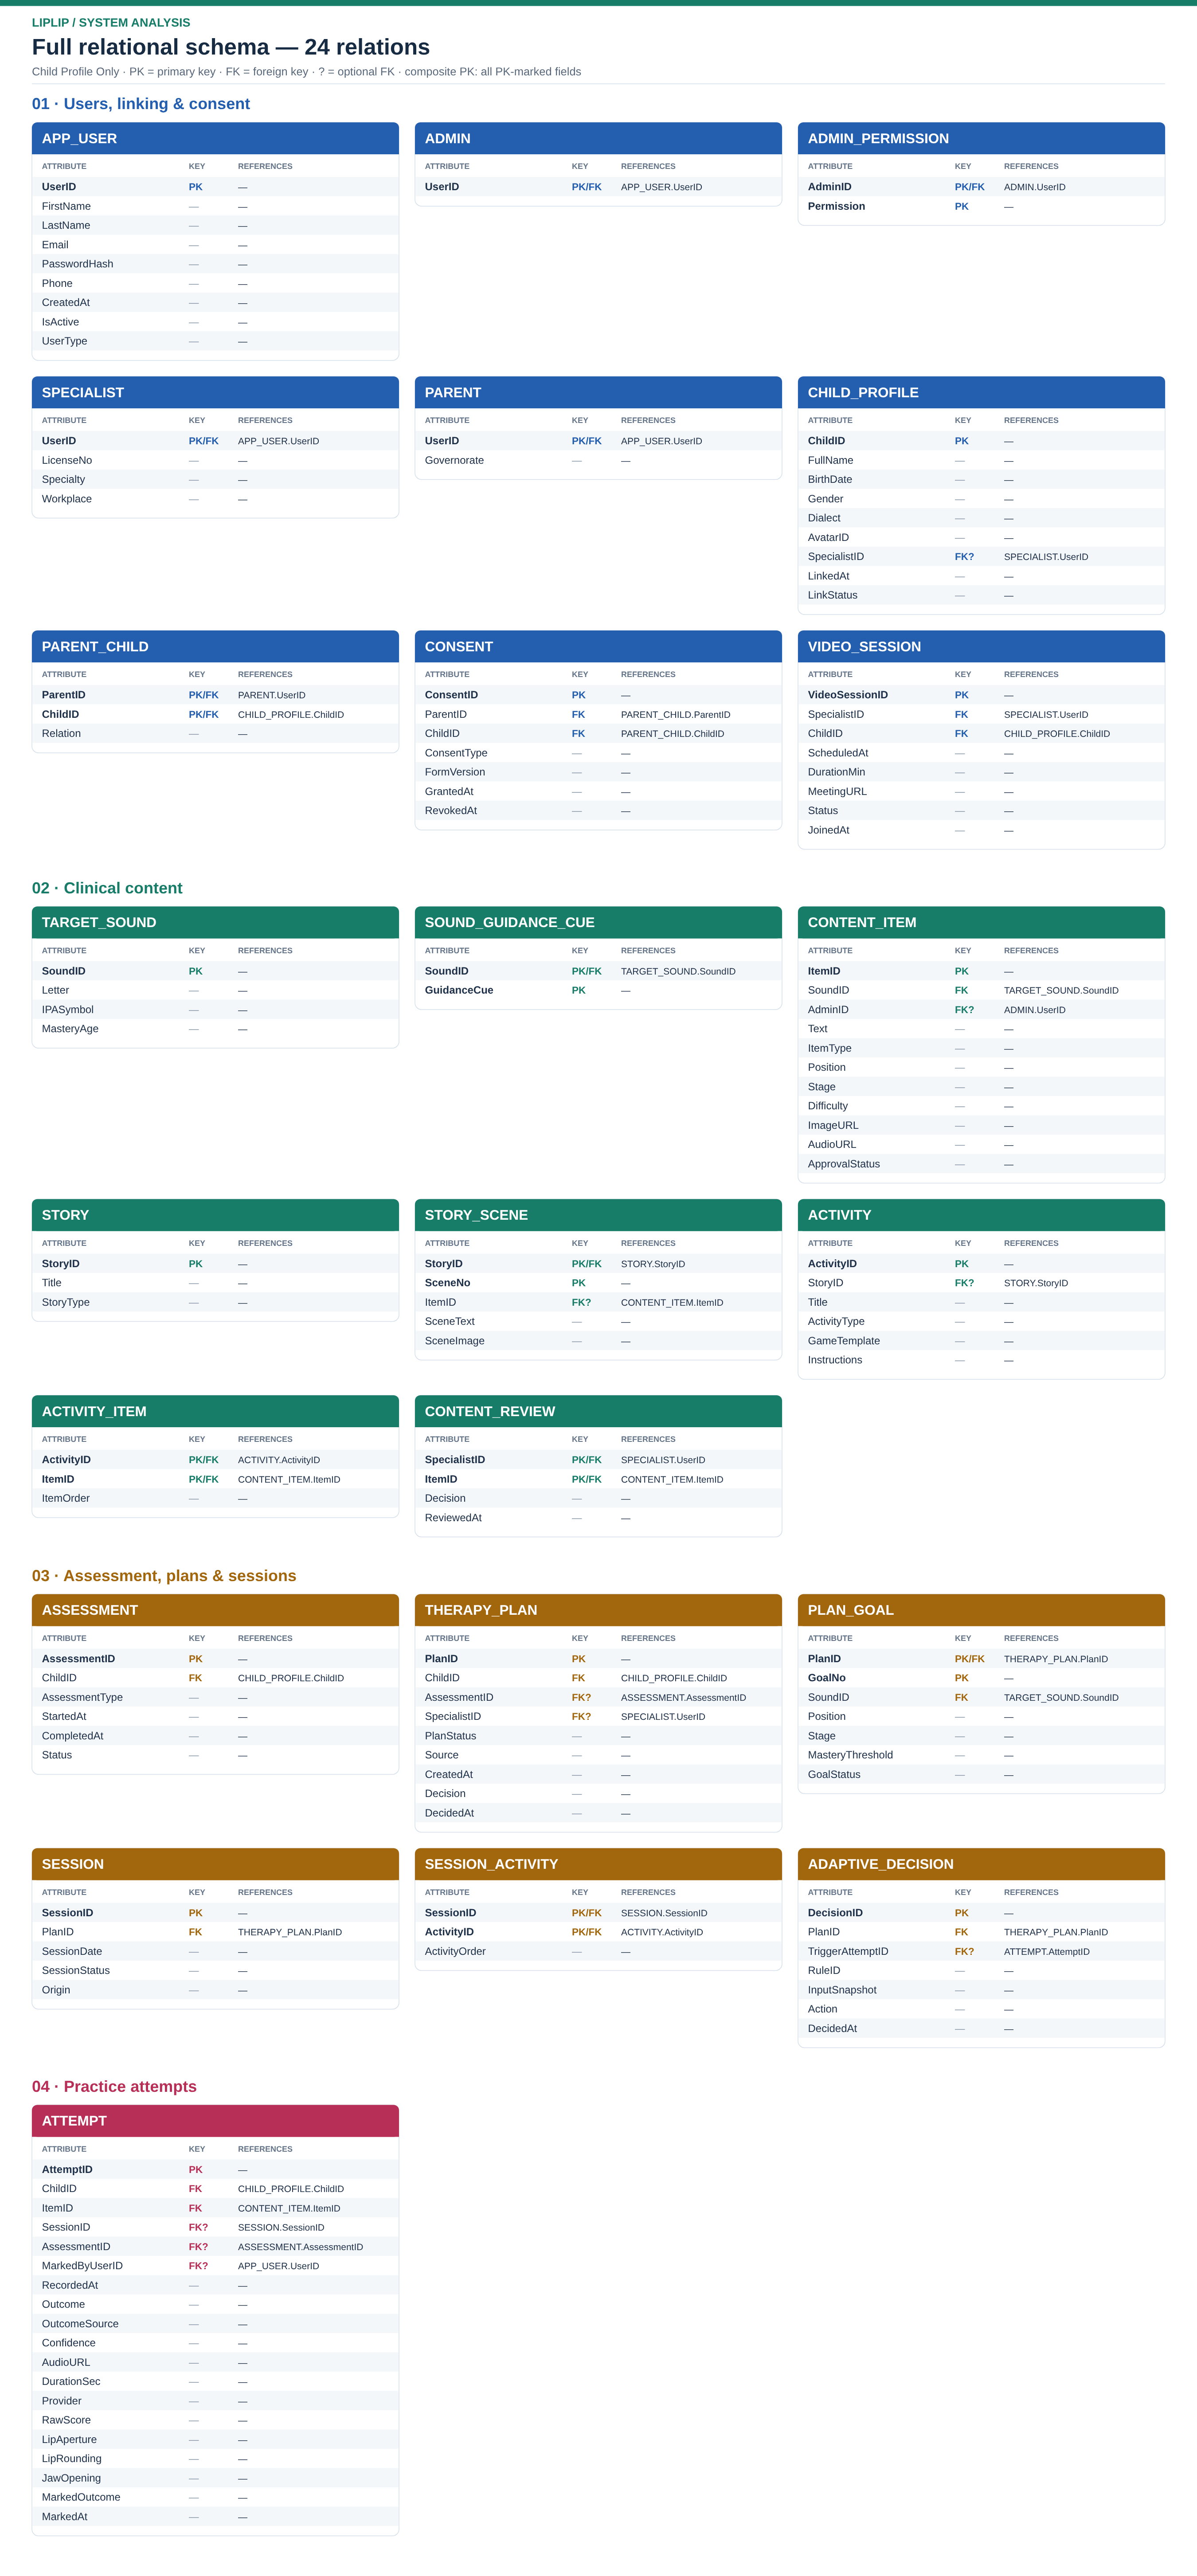 LIPLIP / SYSTEM ANALYSIS
Full relational schema — 24 relations
Child Profile Only · PK = primary key · FK = foreign key · ? = optional FK · composite PK: all PK-marked fields
01 · Users, linking & consent
APP_USER
ATTRIBUTE KEY REFERENCES
UserID PK —
FirstName — —
LastName — —
Email — —
PasswordHash — —
Phone — —
CreatedAt — —
IsActive — —
UserType — —
ADMIN
ATTRIBUTE KEY REFERENCES
UserID PK/FK APP_USER.UserID
ADMIN_PERMISSION
ATTRIBUTE KEY REFERENCES
AdminID PK/FK ADMIN.UserID
Permission PK —
SPECIALIST
ATTRIBUTE KEY REFERENCES
UserID PK/FK APP_USER.UserID
LicenseNo — —
Specialty — —
Workplace — —
PARENT
ATTRIBUTE KEY REFERENCES
UserID PK/FK APP_USER.UserID
Governorate — —
CHILD_PROFILE
ATTRIBUTE KEY REFERENCES
ChildID PK —
FullName — —
BirthDate — —
Gender — —
Dialect — —
AvatarID — —
SpecialistID FK? SPECIALIST.UserID
LinkedAt — —
LinkStatus — —
PARENT_CHILD
ATTRIBUTE KEY REFERENCES
ParentID PK/FK PARENT.UserID
ChildID PK/FK CHILD_PROFILE.ChildID
Relation — —
CONSENT
ATTRIBUTE KEY REFERENCES
ConsentID PK —
ParentID FK PARENT_CHILD.ParentID
ChildID FK PARENT_CHILD.ChildID
ConsentType — —
FormVersion — —
GrantedAt — —
RevokedAt — —
VIDEO_SESSION
ATTRIBUTE KEY REFERENCES
VideoSessionID PK —
SpecialistID FK SPECIALIST.UserID
ChildID FK CHILD_PROFILE.ChildID
ScheduledAt — —
DurationMin — —
MeetingURL — —
Status — —
JoinedAt — —
02 · Clinical content
TARGET_SOUND
ATTRIBUTE KEY REFERENCES
SoundID PK —
Letter — —
IPASymbol — —
MasteryAge — —
SOUND_GUIDANCE_CUE
ATTRIBUTE KEY REFERENCES
SoundID PK/FK TARGET_SOUND.SoundID
GuidanceCue PK —
CONTENT_ITEM
ATTRIBUTE KEY REFERENCES
ItemID PK —
SoundID FK TARGET_SOUND.SoundID
AdminID FK? ADMIN.UserID
Text — —
ItemType — —
Position — —
Stage — —
Difficulty — —
ImageURL — —
AudioURL — —
ApprovalStatus — —
STORY
ATTRIBUTE KEY REFERENCES
StoryID PK —
Title — —
StoryType — —
STORY_SCENE
ATTRIBUTE KEY REFERENCES
StoryID PK/FK STORY.StoryID
SceneNo PK —
ItemID FK? CONTENT_ITEM.ItemID
SceneText — —
SceneImage — —
ACTIVITY
ATTRIBUTE KEY REFERENCES
ActivityID PK —
StoryID FK? STORY.StoryID
Title — —
ActivityType — —
GameTemplate — —
Instructions — —
ACTIVITY_ITEM
ATTRIBUTE KEY REFERENCES
ActivityID PK/FK ACTIVITY.ActivityID
ItemID PK/FK CONTENT_ITEM.ItemID
ItemOrder — —
CONTENT_REVIEW
ATTRIBUTE KEY REFERENCES
SpecialistID PK/FK SPECIALIST.UserID
ItemID PK/FK CONTENT_ITEM.ItemID
Decision — —
ReviewedAt — —
03 · Assessment, plans & sessions
ASSESSMENT
ATTRIBUTE KEY REFERENCES
AssessmentID PK —
ChildID FK CHILD_PROFILE.ChildID
AssessmentType — —
StartedAt — —
CompletedAt — —
Status — —
THERAPY_PLAN
ATTRIBUTE KEY REFERENCES
PlanID PK —
ChildID FK CHILD_PROFILE.ChildID
AssessmentID FK? ASSESSMENT.AssessmentID
SpecialistID FK? SPECIALIST.UserID
PlanStatus — —
Source — —
CreatedAt — —
Decision — —
DecidedAt — —
PLAN_GOAL
ATTRIBUTE KEY REFERENCES
PlanID PK/FK THERAPY_PLAN.PlanID
GoalNo PK —
SoundID FK TARGET_SOUND.SoundID
Position — —
Stage — —
MasteryThreshold — —
GoalStatus — —
SESSION
ATTRIBUTE KEY REFERENCES
SessionID PK —
PlanID FK THERAPY_PLAN.PlanID
SessionDate — —
SessionStatus — —
Origin — —
SESSION_ACTIVITY
ATTRIBUTE KEY REFERENCES
SessionID PK/FK SESSION.SessionID
ActivityID PK/FK ACTIVITY.ActivityID
ActivityOrder — —
ADAPTIVE_DECISION
ATTRIBUTE KEY REFERENCES
DecisionID PK —
PlanID FK THERAPY_PLAN.PlanID
TriggerAttemptID FK? ATTEMPT.AttemptID
RuleID — —
InputSnapshot — —
Action — —
DecidedAt — —
04 · Practice attempts
ATTEMPT
ATTRIBUTE KEY REFERENCES
AttemptID PK —
ChildID FK CHILD_PROFILE.ChildID
ItemID FK CONTENT_ITEM.ItemID
SessionID FK? SESSION.SessionID
AssessmentID FK? ASSESSMENT.AssessmentID
MarkedByUserID FK? APP_USER.UserID
RecordedAt — —
Outcome — —
OutcomeSource — —
Confidence — —
AudioURL — —
DurationSec — —
Provider — —
RawScore — —
LipAperture — —
LipRounding — —
JawOpening — —
MarkedOutcome — —
MarkedAt — —